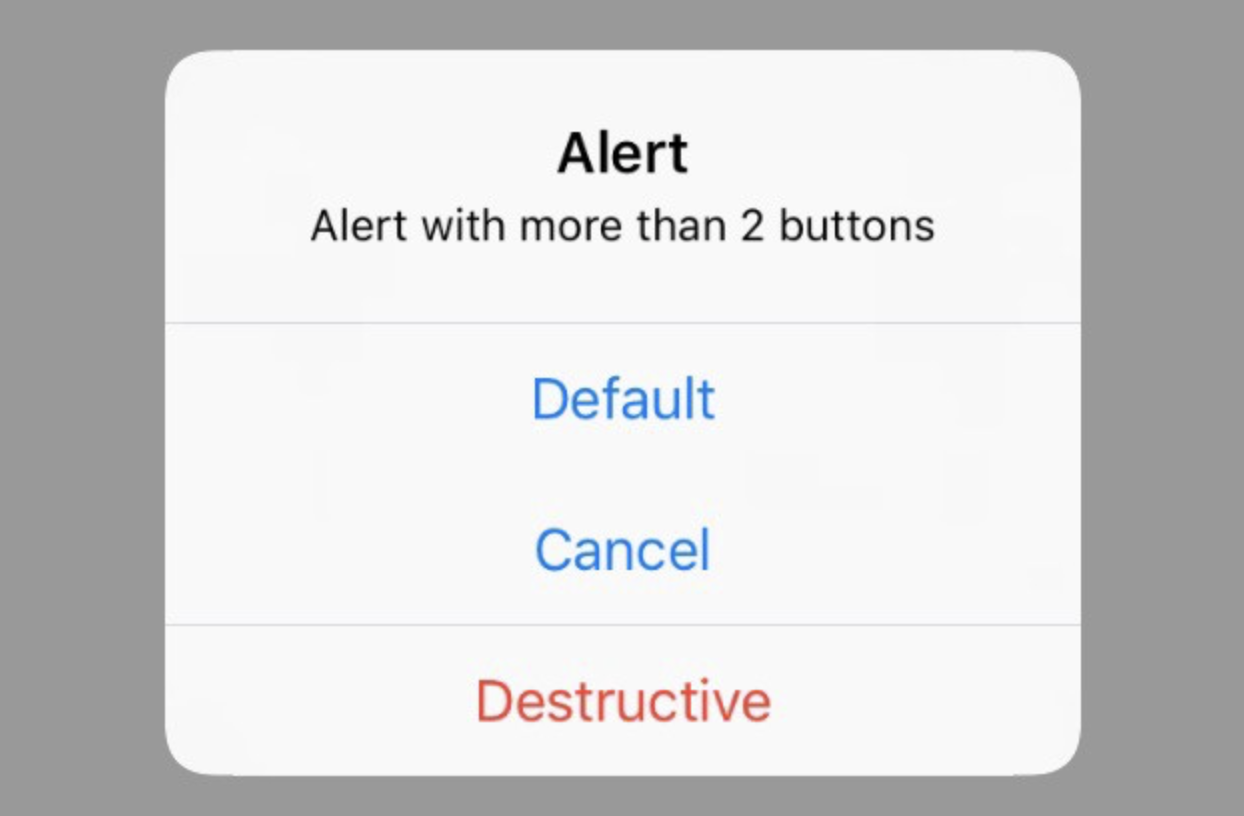 Alert
Alert with more than 2 buttons
Default
Cancel
Destructive